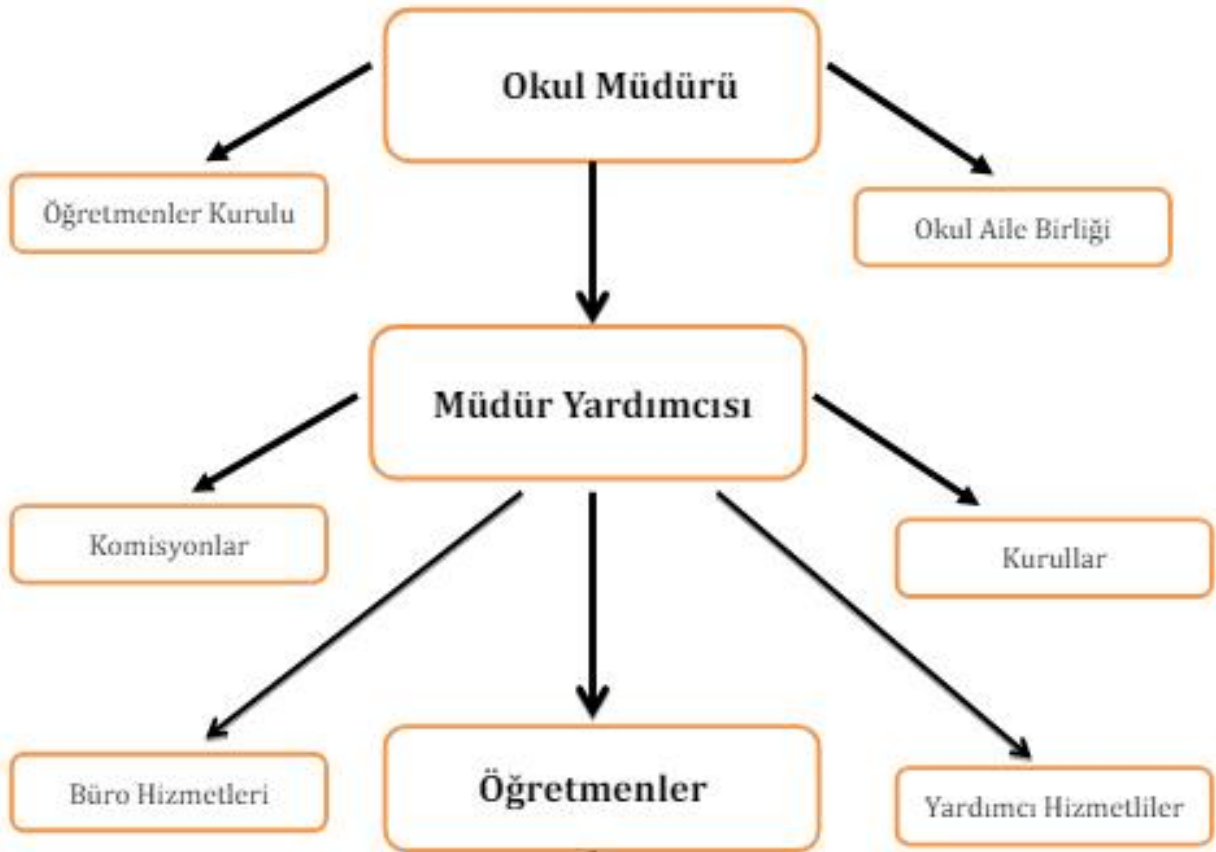 Okul Müdürü
Öğretmenler Kurulu
Okul Aile Birliği
Müdür Yardımcısı
Komisyonlar
Kurullar
Büro Hizmetleri
Öğretmenler
Yardımcı Hizmetliler